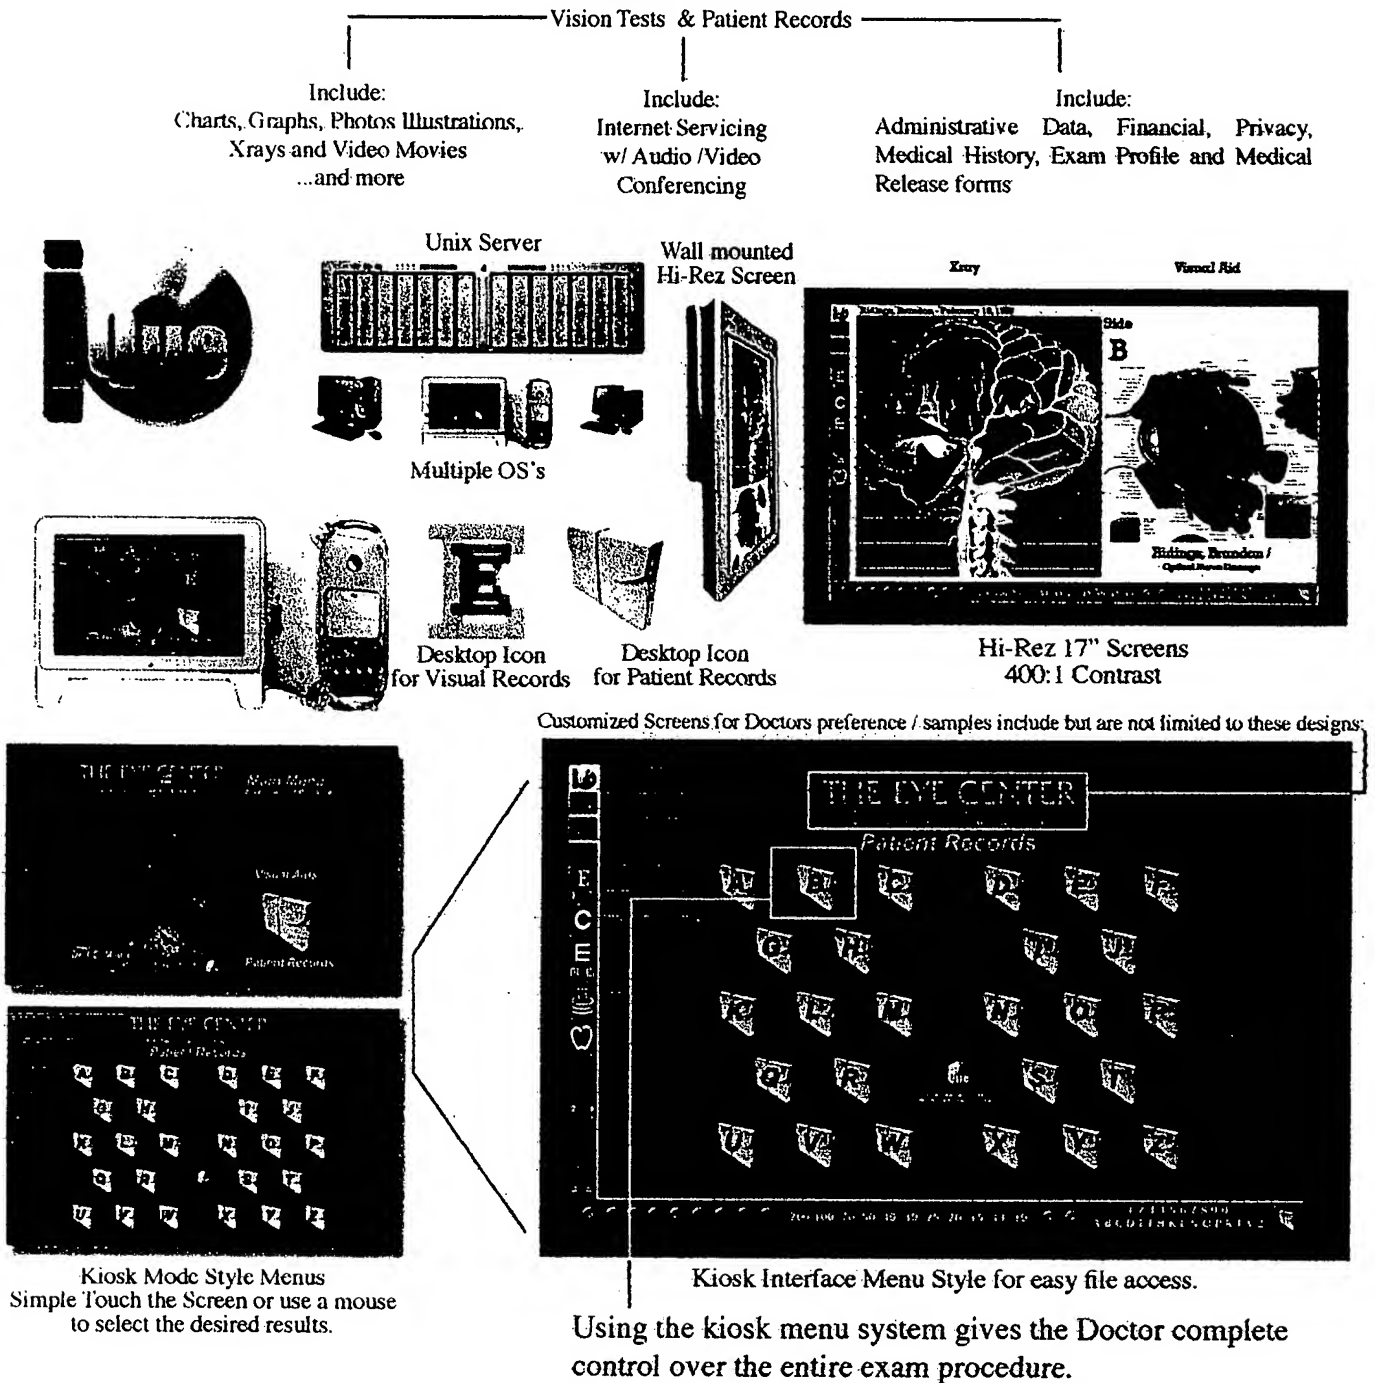 Vision Tests & Patient Records
Include:
Charts, Graphs, Photos Illustrations,
Xrays and Video Movies
...and more
Include:
Internet Servicing
w/ Audio /Video
Conferencing
Include:
Administrative Data, Financial, Privacy,
Medical History, Exam Profile and Medical
Release forms
Unix Server
Wall mounted
Hi-Rez Screen
Xray
Visual Aid
Side
B
Multiple OS's
Desktop Icon
for Visual Records
Desktop Icon
for Patient Records
Hi-Rez 17" Screens
400:1 Contrast
Customized Screens for Doctors preference / samples include but are not limited to these designs;
THE EYE CENTER
Main Menu
Visual Aids
Patient Records
THE EYE CENTER
Patient Records
A B C D E F
G H I J
K L M N O P
Q R S T
U V W X Y Z
THE EYE CENTER
Patient Records
A B C D E F
G H I J
K L M N O P
Q R S T
U V W X Y Z
E
C
E
Kiosk Mode Style Menus
Simple Touch the Screen or use a mouse
to select the desired results.
Kiosk Interface Menu Style for easy file access.
Using the kiosk menu system gives the Doctor complete
control over the entire exam procedure.